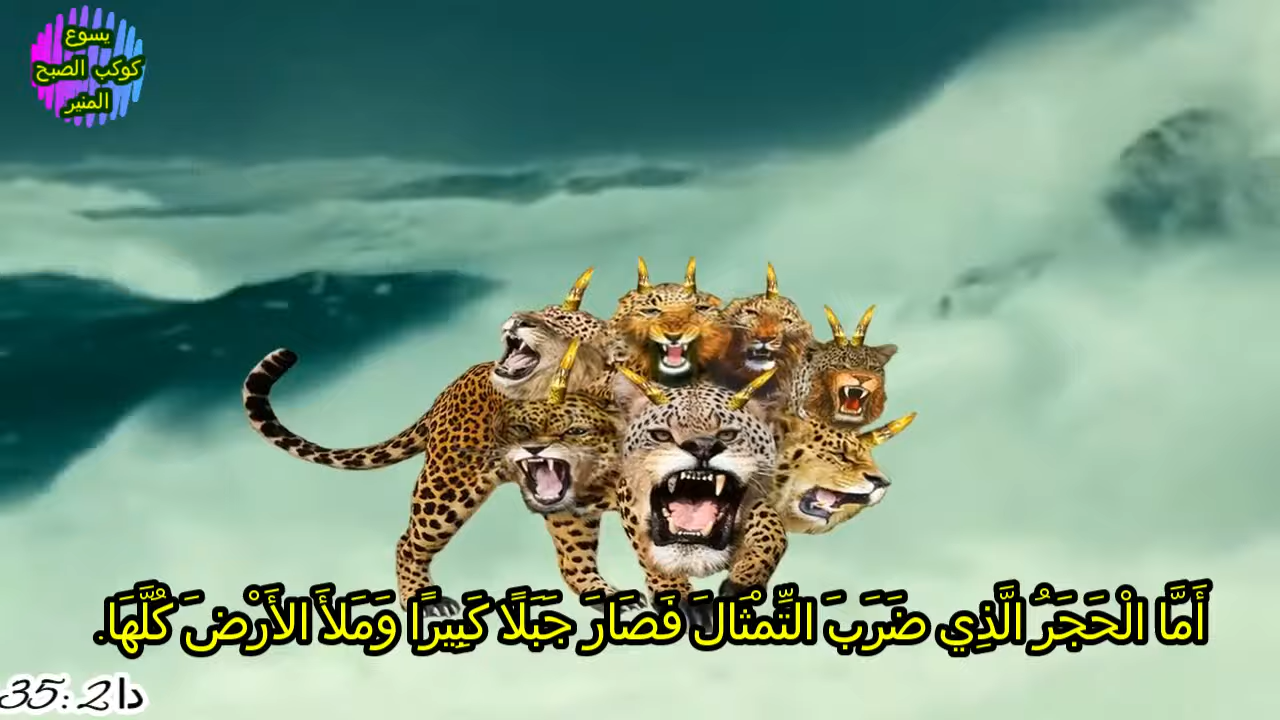 يسوع
كوكب الصبح
المنير
أَمَّا الْحَجَرُ الَّذِي ضَرَبَ التِّمْثَالَ فَصَارَ جَبَلًا كَبِيرًا وَمَلأَ الأَرْضَ كُلَّهَا.
دا 2:35